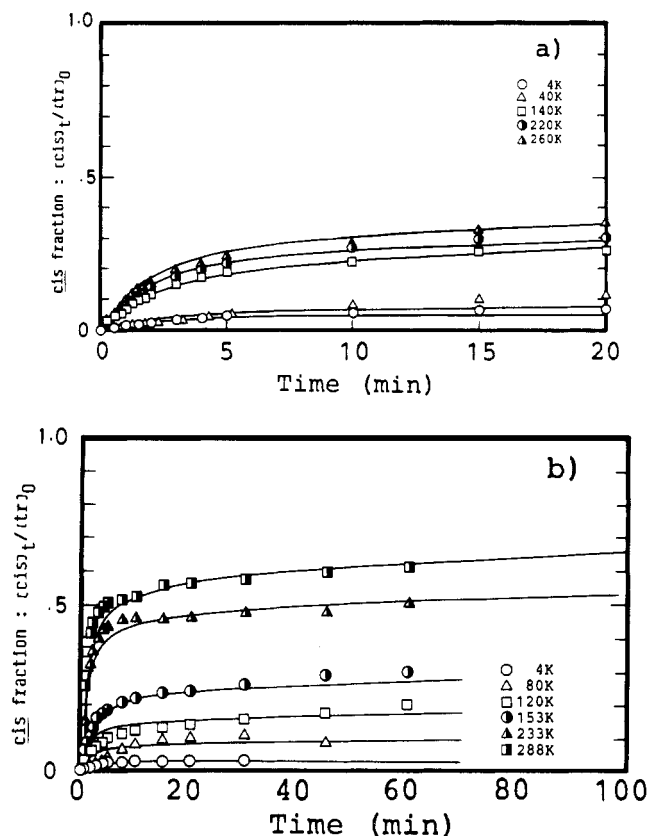 1.0
a)
4K
40K
140K
220K
260K
cis fraction : [cis]t/[tr]0
.5
0
0 5 10 15 20
Time (min)
1.0
b)
cis fraction : [cis]t/[tr]0
.5
4K
80K
120K
153K
233K
288K
0
0 20 40 60 80 100
Time (min)